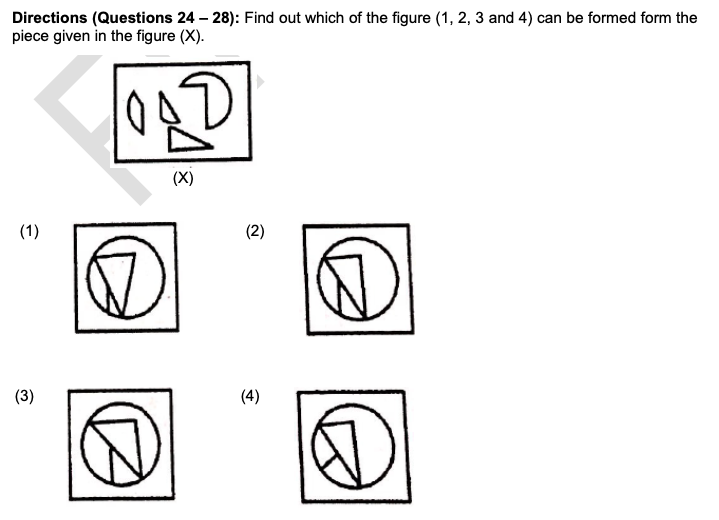 Directions (Questions 24 – 28): Find out which of the figure (1, 2, 3 and 4) can be formed form the
piece given in the figure (X).
(X)
(1)
(2)
(3)
(4)